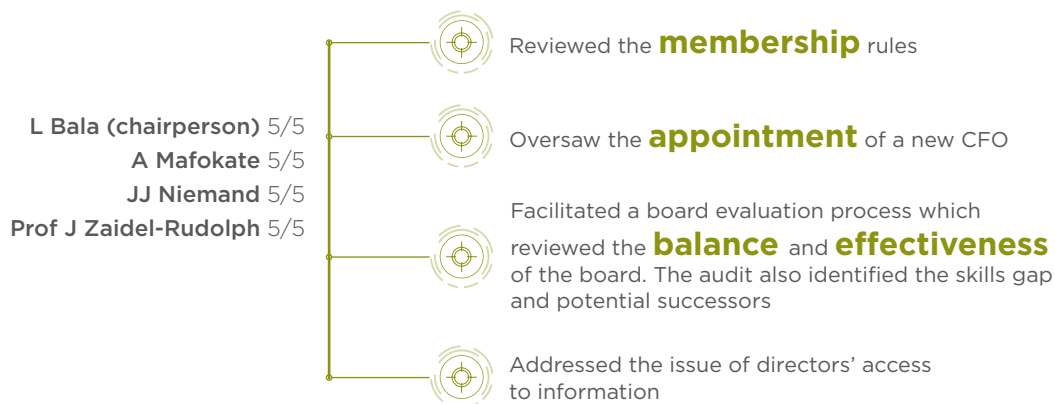 L Bala (chairperson) 5/5
A Mafokate 5/5
JJ Niemand 5/5
Prof J Zaidel-Rudolph 5/5
Reviewed the membership rules
Oversaw the appointment of a new CFO
Facilitated a board evaluation process which
reviewed the balance and effectiveness
of the board. The audit also identified the skills gap
and potential successors
Addressed the issue of directors’ access
to information